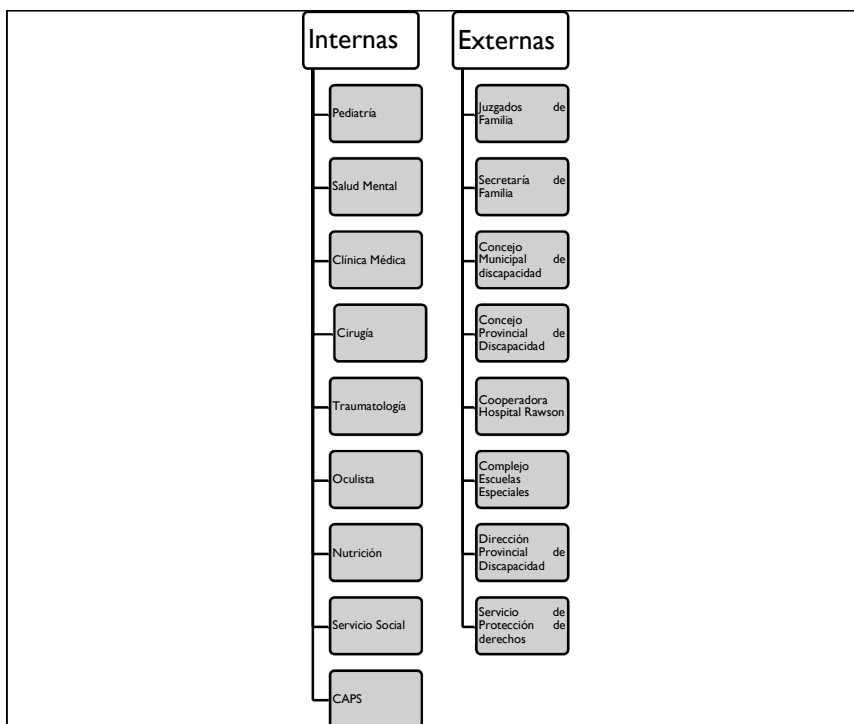 Internas
Pediatría
Salud Mental
Clínica Médica
Cirugía
Traumatología
Oculista
Nutrición
Servicio Social
CAPS
Externas
Juzgados de
Familia
Secretaría de
Familia
Concejo
Municipal de
discapacidad
Concejo
Provincial de
Discapacidad
Cooperadora
Hospital Rawson
Complejo
Escuelas
Especiales
Dirección
Provincial de
Discapacidad
Servicio de
Protección de
derechos